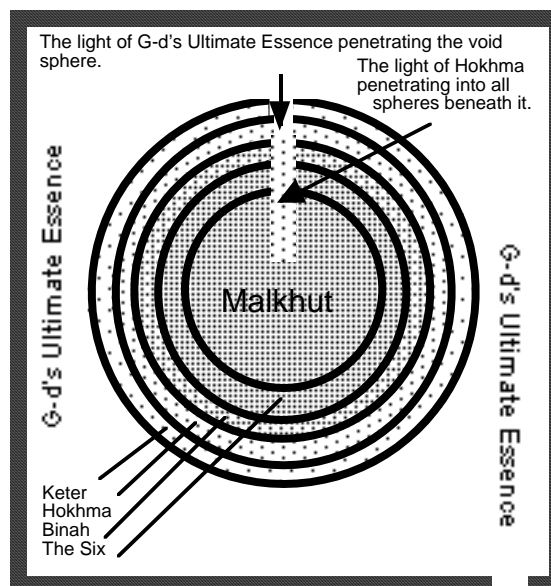 The light of G-d's Ultimate Essence penetrating the void
sphere.
The light of Hokhma
penetrating into all
spheres beneath it.
G-d's Ultimate Essence
G-d's Ultimate Essence
Malkhut
Keter
Hokhma
Binah
The Six